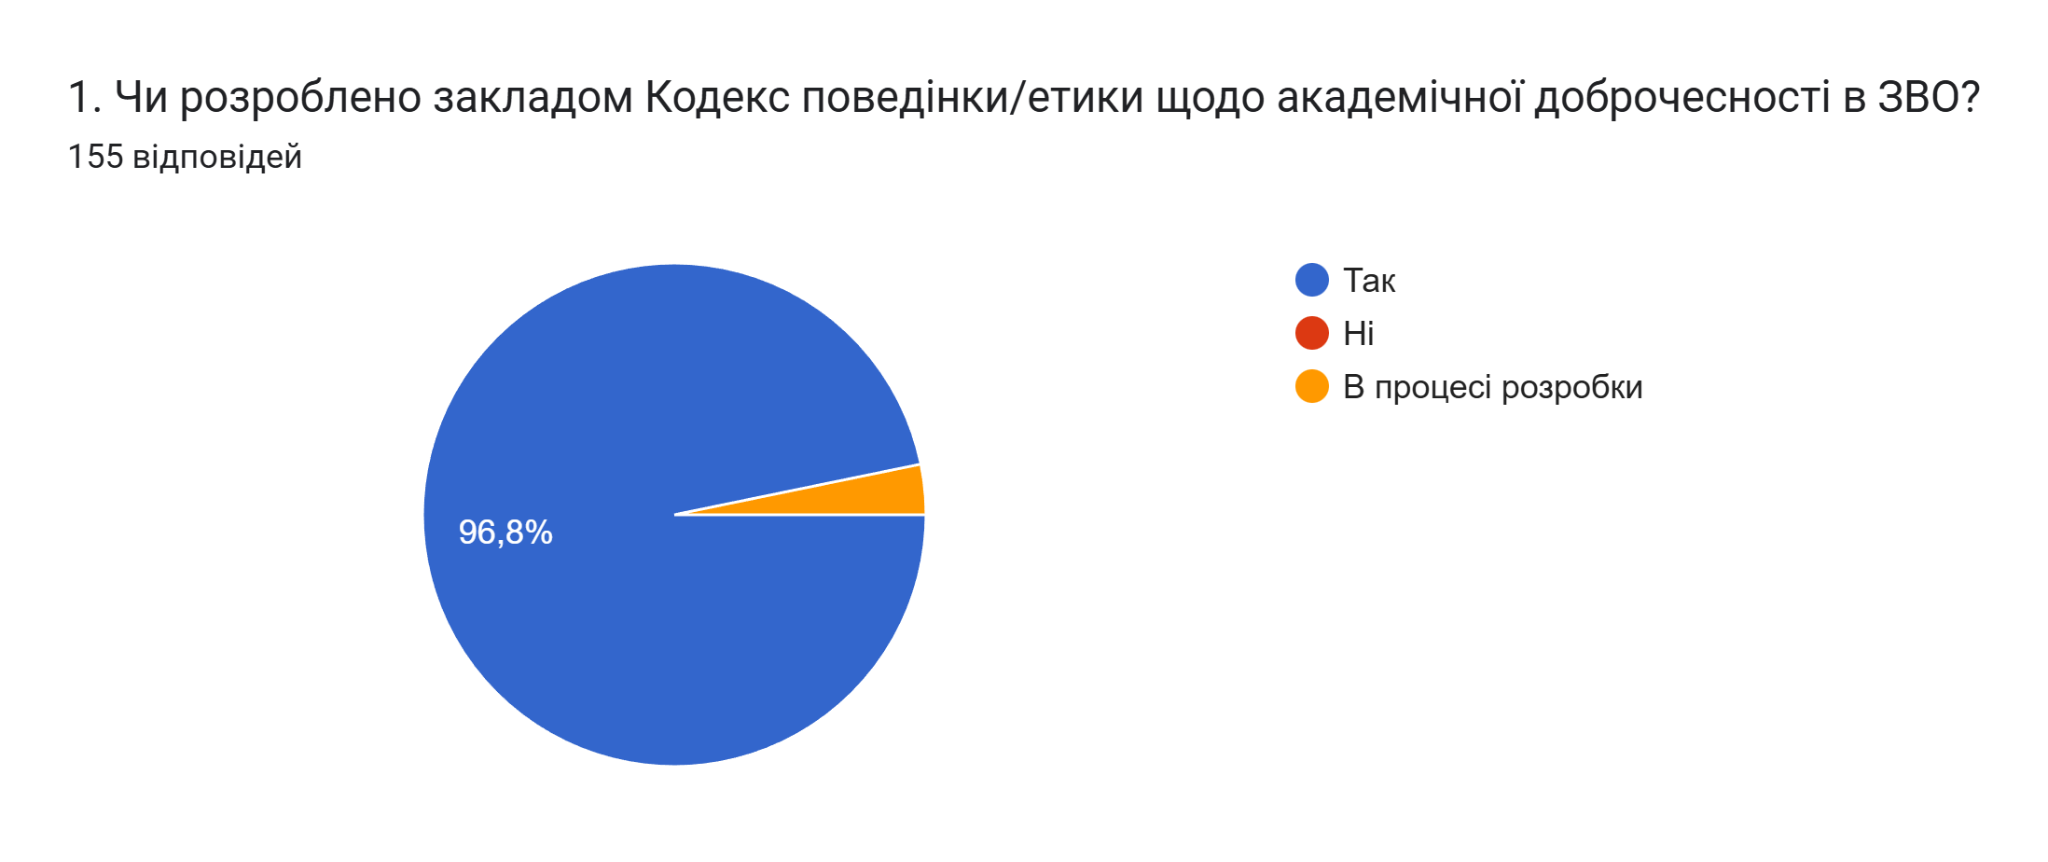 1. Чи розроблено закладом Кодекс поведінки/етики щодо академічної доброчесності в ЗВО?
155 відповідей
Так
Ні
В процесі розробки
96,8%